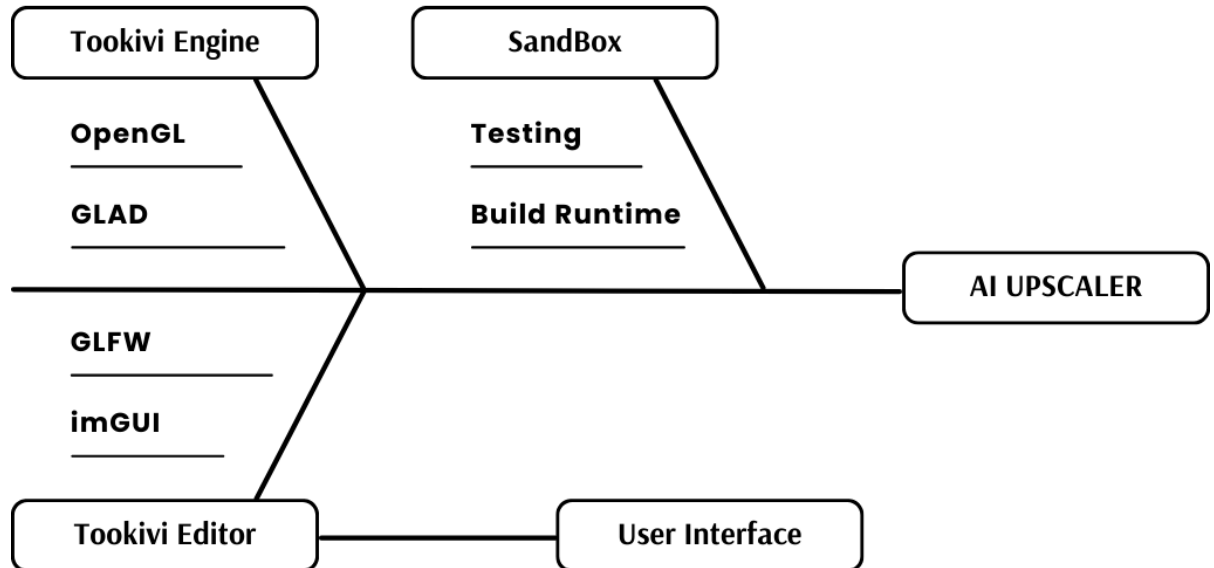 Tookivi Engine
SandBox
OpenGL
Testing
GLAD
Build Runtime
AI UPSCALER
GLFW
imGUI
Tookivi Editor
User Interface